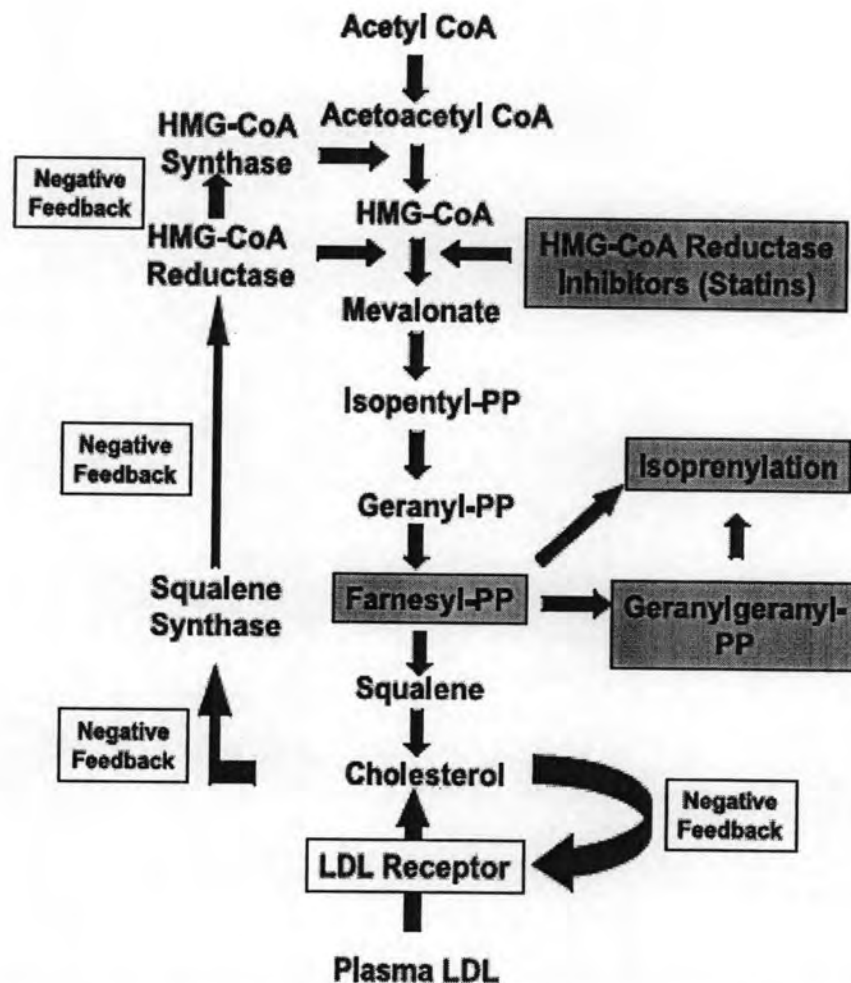 Acetyl CoA
Acetoacetyl CoA
HMG-CoA
Synthase
Negative
Feedback
HMG-CoA
HMG-CoA
Reductase
HMG-CoA Reductase
Inhibitors (Statins)
Mevalonate
Isopentyl-PP
Negative
Feedback
Isoprenylation
Geranyl-PP
Squalene
Synthase
Farnesyl-PP
Geranylgeranyl-
PP
Squalene
Negative
Feedback
Cholesterol
Negative
Feedback
LDL Receptor
Plasma LDL